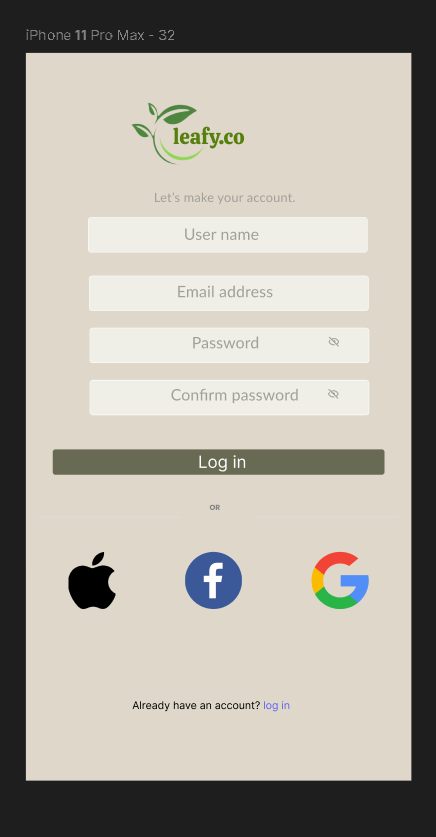 iPhone 11 Pro Max - 32
leafy.co
Let's make your account.
User name
Email address
Password
Confirm password
Log in
OR
Already have an account? log in